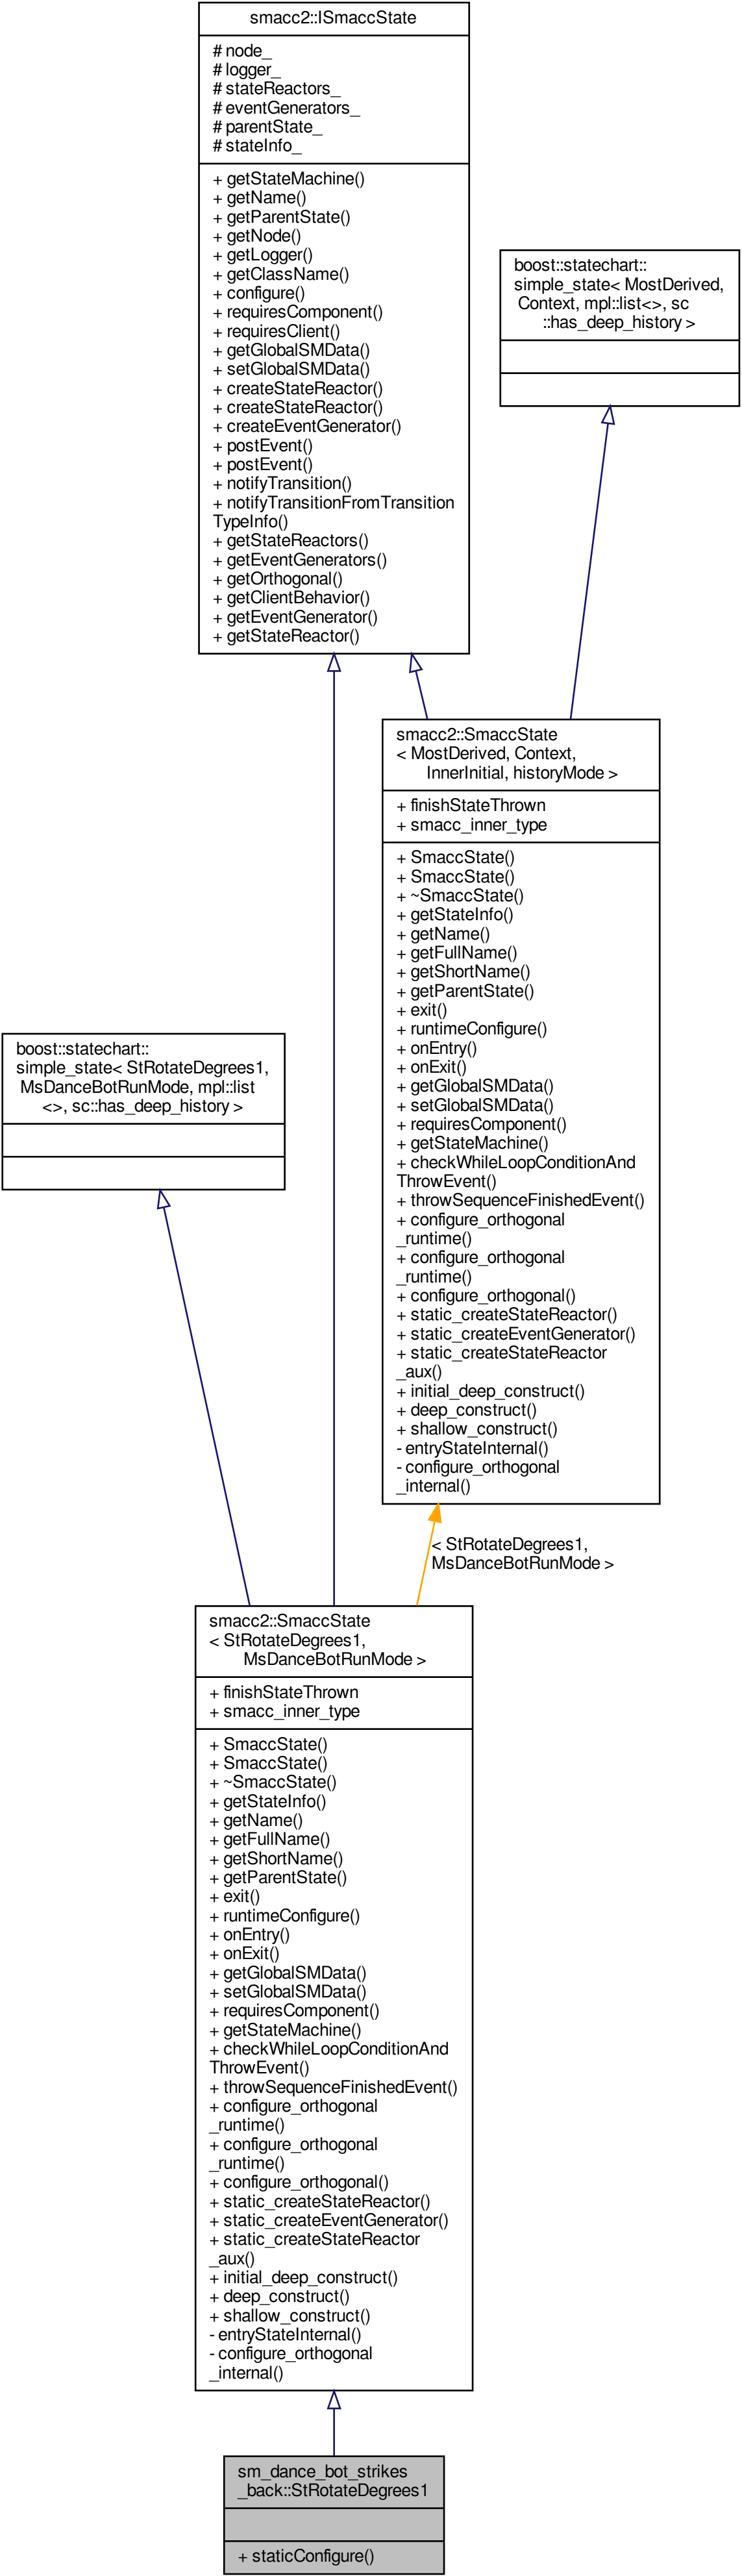 smacc2::ISmaccState
# node_
# logger_
# stateReactors_
# eventGenerators_
# parentState_
# stateInfo_
+ getStateMachine()
+ getName()
+ getParentState()
+ getNode()
+ getLogger()
+ getClassName()
+ configure()
+ requiresComponent()
+ requiresClient()
+ getGlobalSMData()
+ setGlobalSMData()
+ createStateReactor()
+ createStateReactor()
+ createEventGenerator()
+ postEvent()
+ postEvent()
+ notifyTransition()
+ notifyTransitionFromTransition
TypeInfo()
+ getStateReactors()
+ getEventGenerators()
+ getOrthogonal()
+ getClientBehavior()
+ getEventGenerator()
+ getStateReactor()
boost::statechart::
simple_state< MostDerived,
Context, mpl::list<>, sc
::has_deep_history >
smacc2::SmaccState
< MostDerived, Context,
InnerInitial, historyMode >
+ finishStateThrown
+ smacc_inner_type
+ SmaccState()
+ SmaccState()
+ ~SmaccState()
+ getStateInfo()
+ getName()
+ getFullName()
+ getShortName()
+ getParentState()
+ exit()
+ runtimeConfigure()
+ onEntry()
+ onExit()
+ getGlobalSMData()
+ setGlobalSMData()
+ requiresComponent()
+ getStateMachine()
+ checkWhileLoopConditionAnd
ThrowEvent()
+ throwSequenceFinishedEvent()
+ configure_orthogonal
_runtime()
+ configure_orthogonal
_runtime()
+ configure_orthogonal()
+ static_createStateReactor()
+ static_createEventGenerator()
+ static_createStateReactor
_aux()
+ initial_deep_construct()
+ deep_construct()
+ shallow_construct()
- entryStateInternal()
- configure_orthogonal
_internal()
boost::statechart::
simple_state< StRotateDegrees1,
MsDanceBotRunMode, mpl::list
<>, sc::has_deep_history >
< StRotateDegrees1,
MsDanceBotRunMode >
smacc2::SmaccState
< StRotateDegrees1,
MsDanceBotRunMode >
+ finishStateThrown
+ smacc_inner_type
+ SmaccState()
+ SmaccState()
+ ~SmaccState()
+ getStateInfo()
+ getName()
+ getFullName()
+ getShortName()
+ getParentState()
+ exit()
+ runtimeConfigure()
+ onEntry()
+ onExit()
+ getGlobalSMData()
+ setGlobalSMData()
+ requiresComponent()
+ getStateMachine()
+ checkWhileLoopConditionAnd
ThrowEvent()
+ throwSequenceFinishedEvent()
+ configure_orthogonal
_runtime()
+ configure_orthogonal
_runtime()
+ configure_orthogonal()
+ static_createStateReactor()
+ static_createEventGenerator()
+ static_createStateReactor
_aux()
+ initial_deep_construct()
+ deep_construct()
+ shallow_construct()
- entryStateInternal()
- configure_orthogonal
_internal()
sm_dance_bot_strikes
_back::StRotateDegrees1
+ staticConfigure()